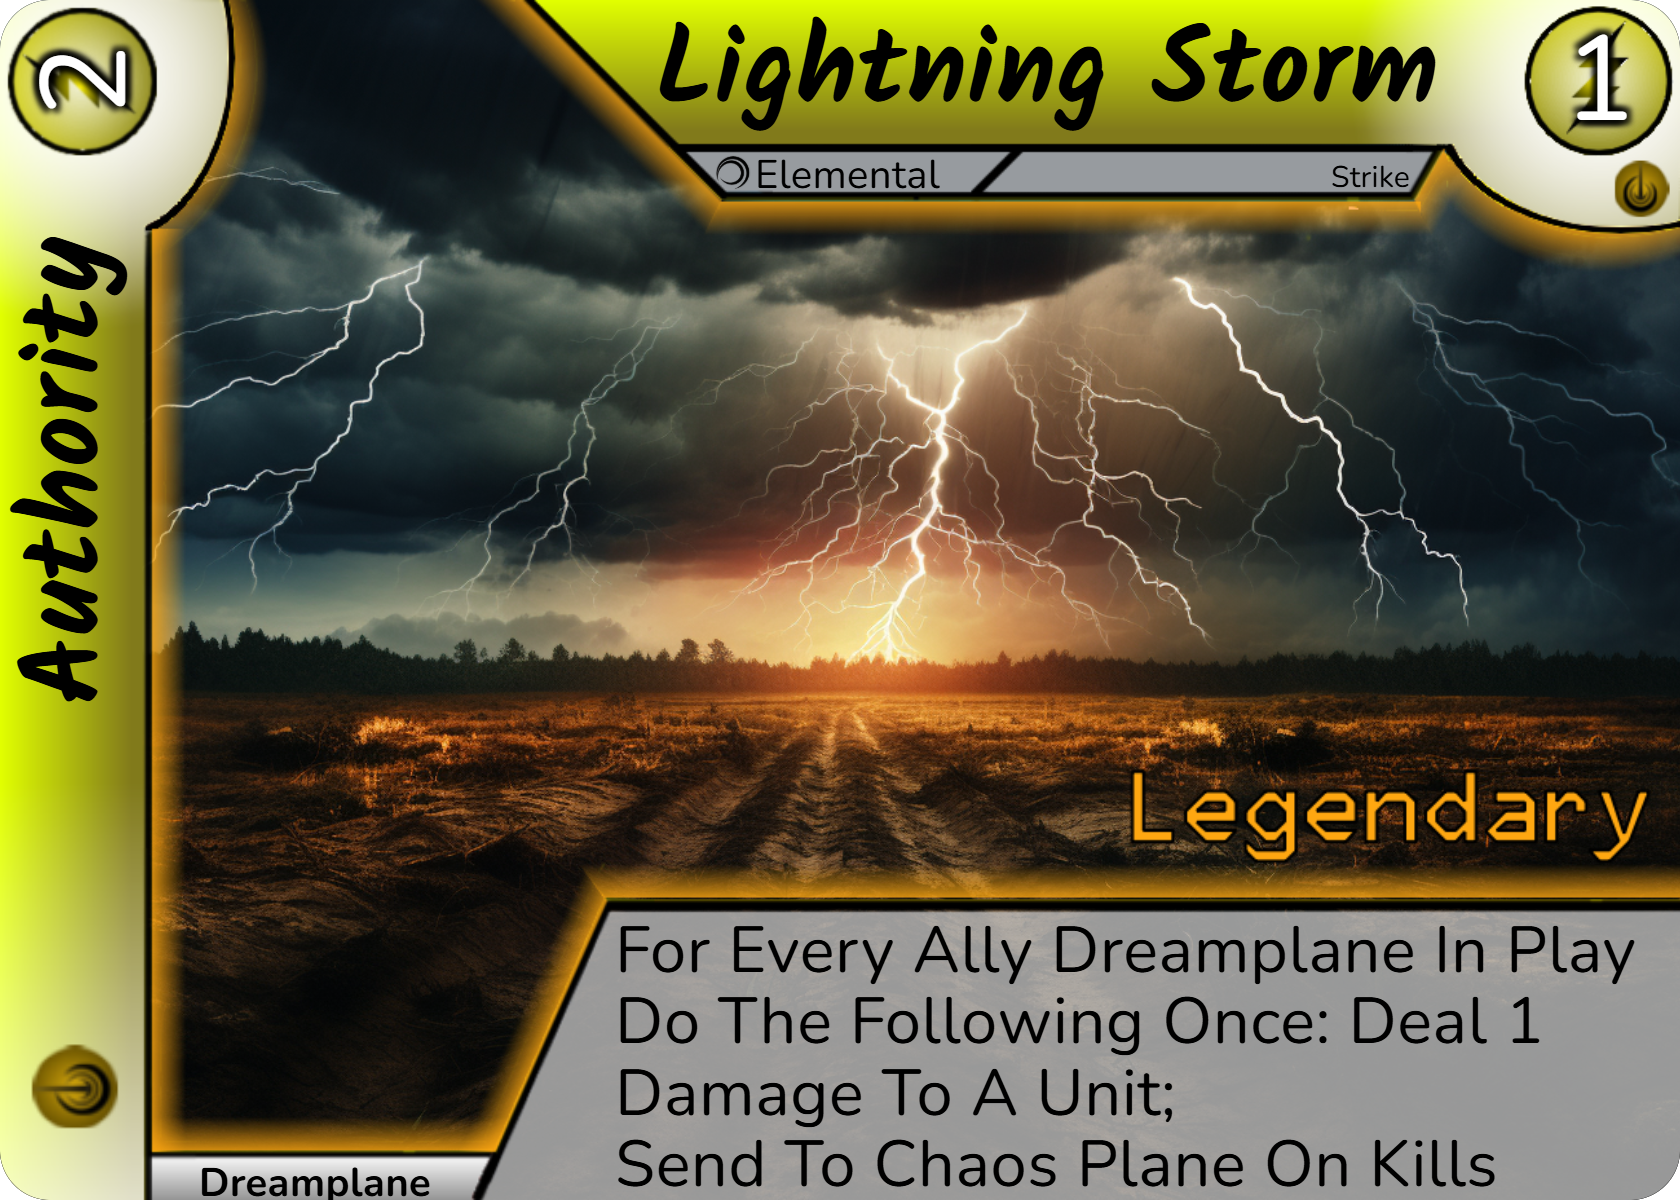 2
Lightning Storm
1
Elemental
Strike
Authority
Legendary
For Every Ally Dreamplane In Play
Do The Following Once: Deal 1
Damage To A Unit;
Send To Chaos Plane On Kills
Dreamplane